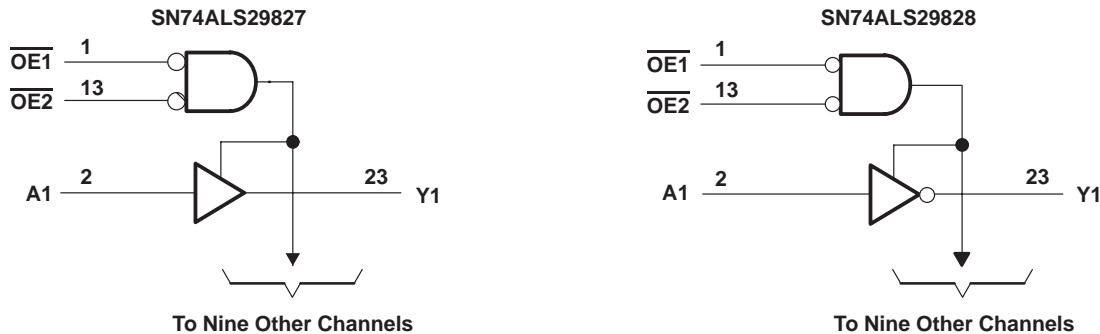 SN74ALS29827
OE1
1
OE2
13
A1
2
23
Y1
To Nine Other Channels
SN74ALS29828
OE1
1
OE2
13
A1
2
23
Y1
To Nine Other Channels